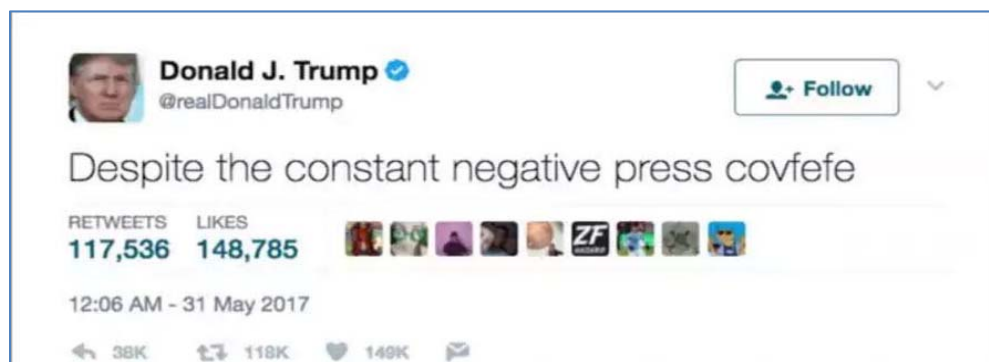 Donald J. Trump
@realDonaldTrump
Follow
Despite the constant negative press covfefe
RETWEETS LIKES
117,536 148,785
ZF
12:06 AM - 31 May 2017
38K 118K 149K